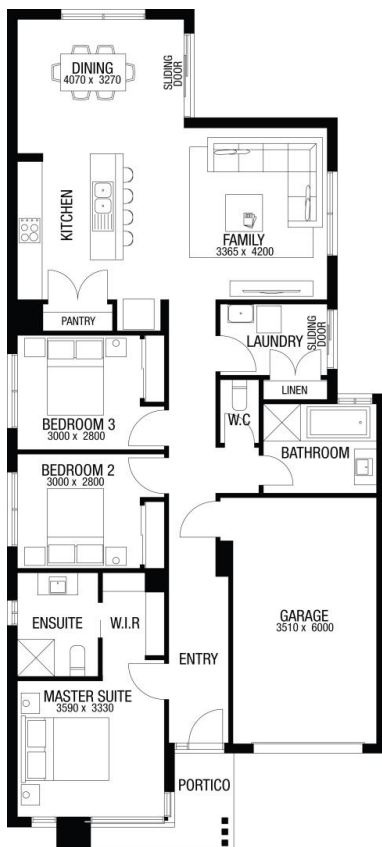 DINING
4070 x 3270
SLIDING
DOOR
KITCHEN
FAMILY
3365 x 4200
PANTRY
LAUNDRY
SLIDING
DOOR
LINEN
W.C
BEDROOM 3
3000 x 2800
BATHROOM
BEDROOM 2
3000 x 2800
ENSUITE
W.I.R
GARAGE
3510 x 6000
ENTRY
MASTER SUITE
3590 x 3330
PORTICO